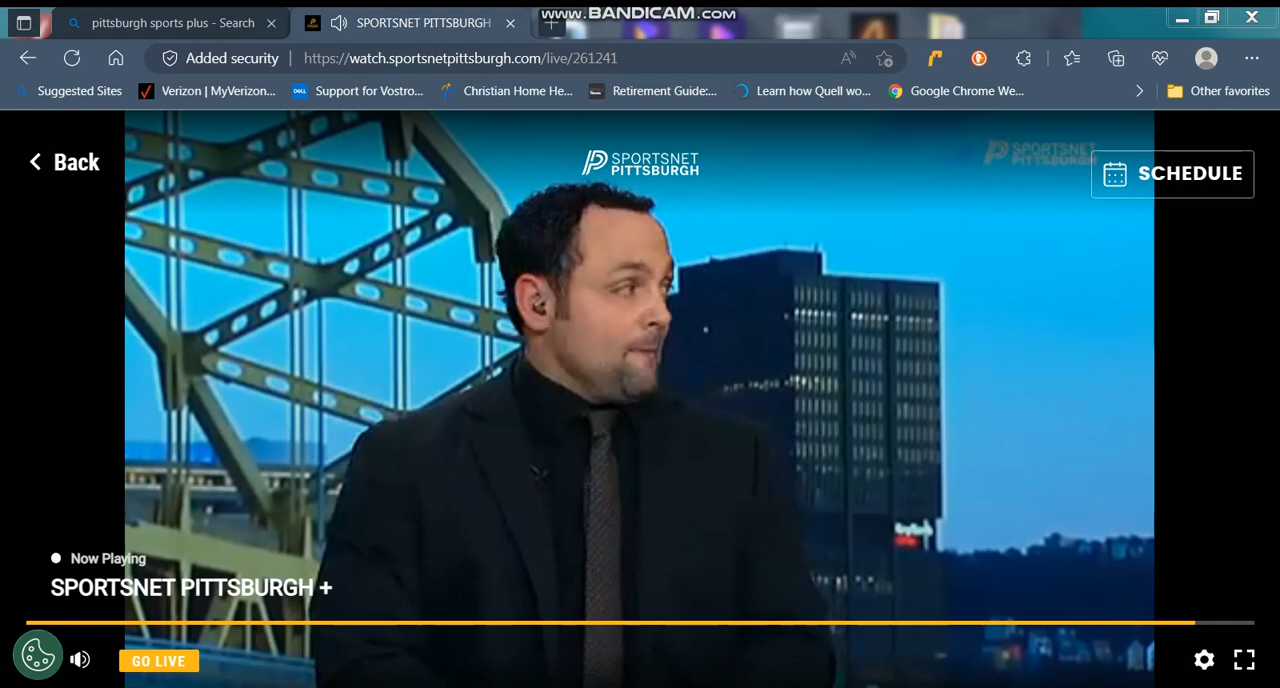 www.BANDICAM.com
pittsburgh sports plus - Search
SPORTSNET PITTSBURGH
Added security
https://watch.sportsnetpittsburgh.com/live/261241
Suggested Sites
Verizon | MyVerizon...
DELL
Support for Vostro...
Christian Home He...
Retirement Guide:...
Learn how Quell wo...
Google Chrome We...
Other favorites
Back
SPORTSNET
PITTSBURGH
SPORTSNET
PITTSBURGH
SCHEDULE
Now Playing
SPORTSNET PITTSBURGH +
GO LIVE